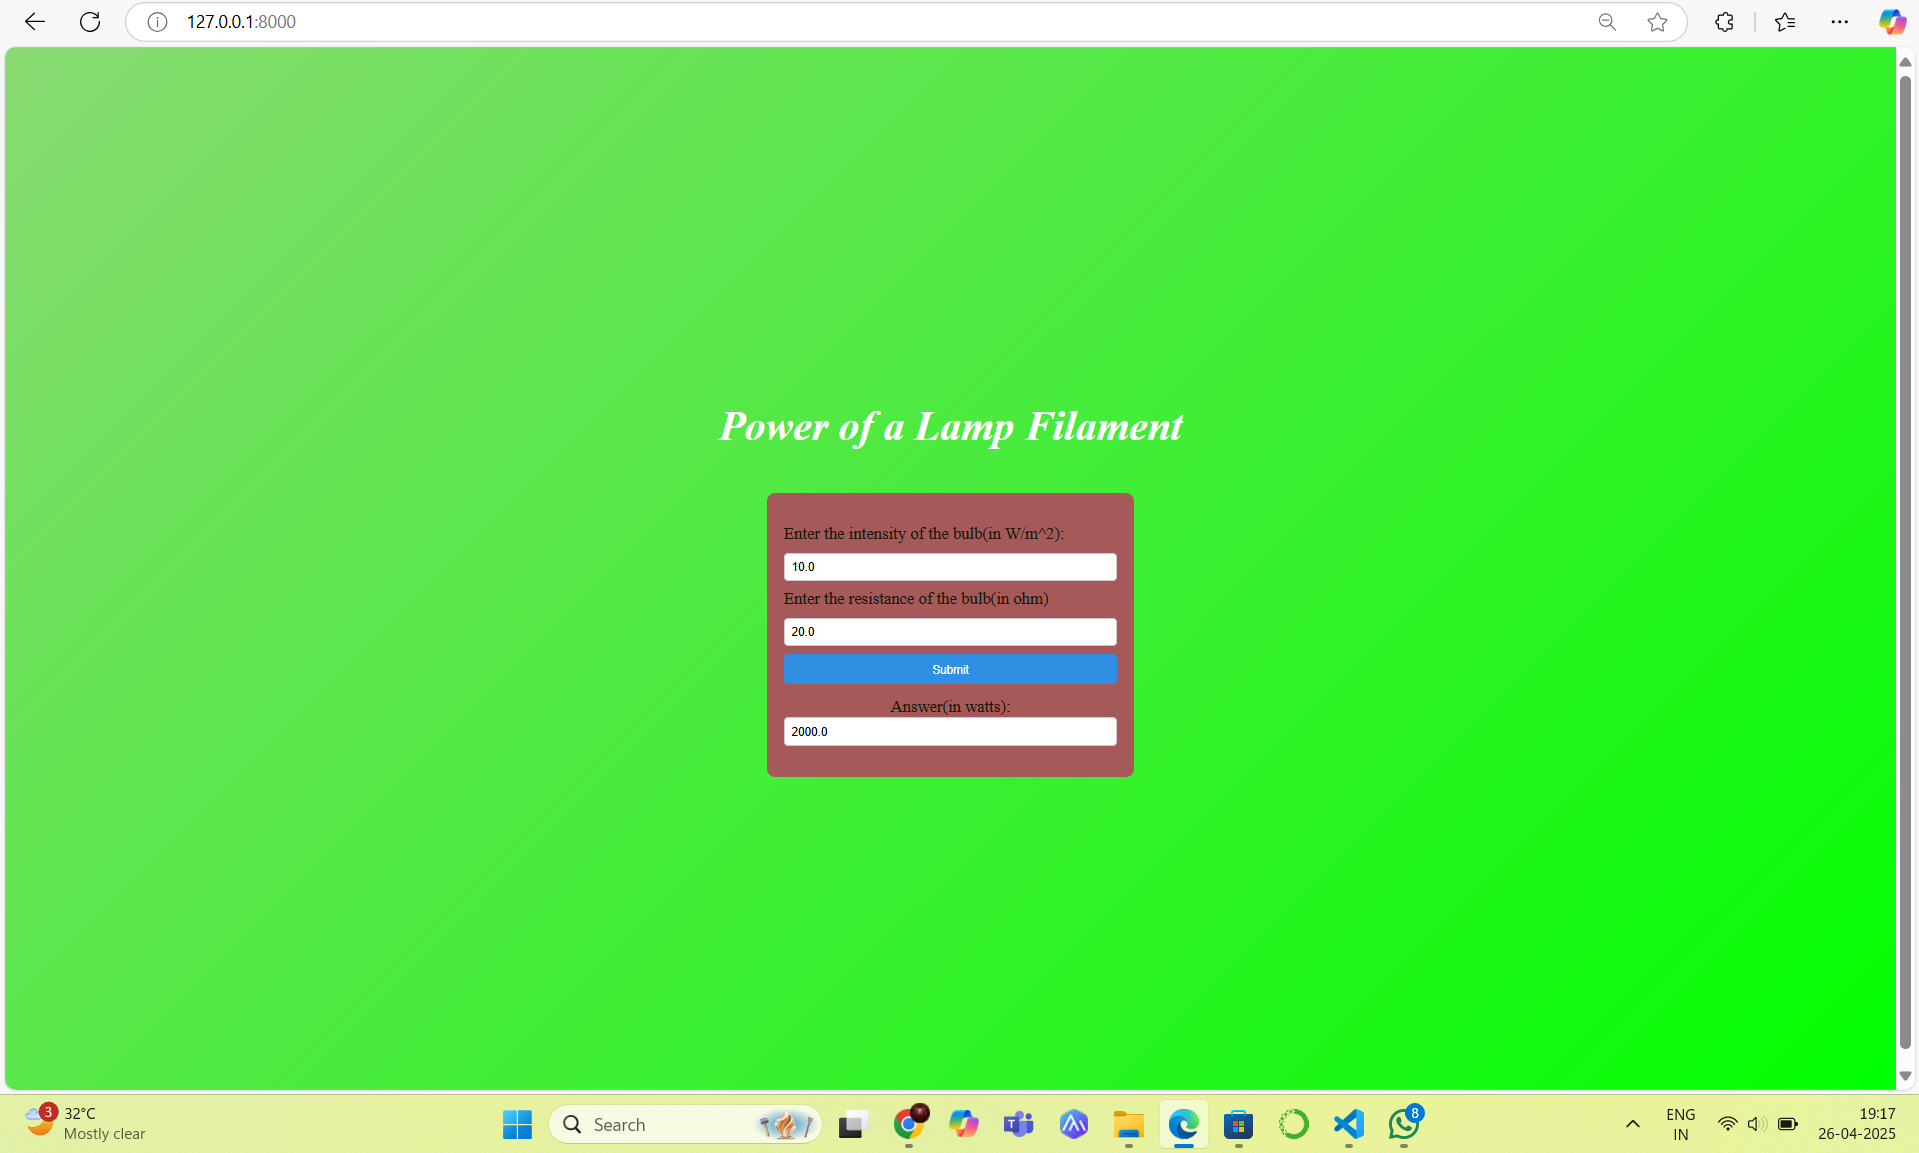 127.0.0.1:8000
Power of a Lamp Filament
Enter the intensity of the bulb(in W/m^2):
10.0
Enter the resistance of the bulb(in ohm)
20.0
Submit
Answer(in watts):
2000.0
3
32°C
Mostly clear
Search
8
ENG
IN
19:17
26-04-2025